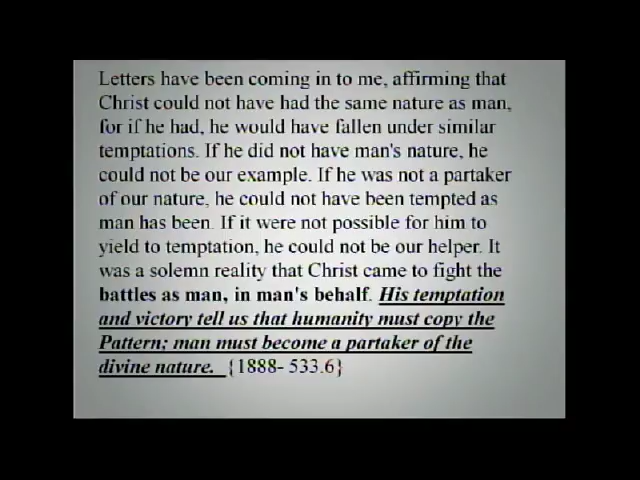 Letters have been coming in to me, affirming that
Christ could not have had the same nature as man,
for if he had, he would have fallen under similar
temptations. If he did not have man's nature, he
could not be our example. If he was not a partaker
of our nature, he could not have been tempted as
man has been. If it were not possible for him to
yield to temptation, he could not be our helper. It
was a solemn reality that Christ came to fight the
battles as man, in man's behalf. His temptation
and victory tell us that humanity must copy the
Pattern; man must become a partaker of the
divine nature. {1888- 533.6}